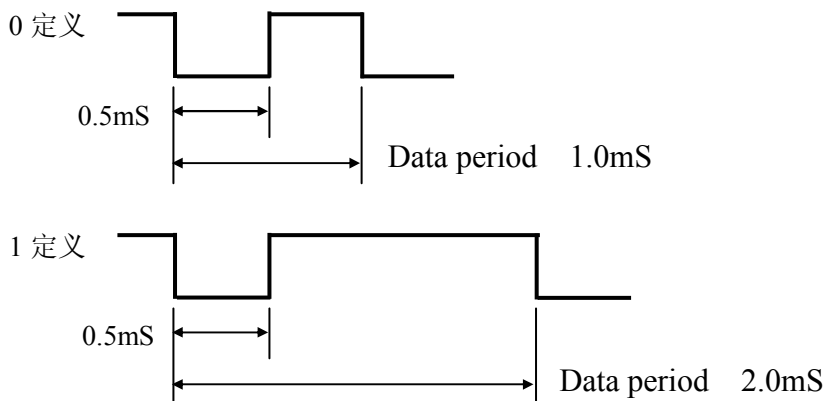 0 定义
0.5mS
Data period 1.0mS
1 定义
0.5mS
Data period 2.0mS